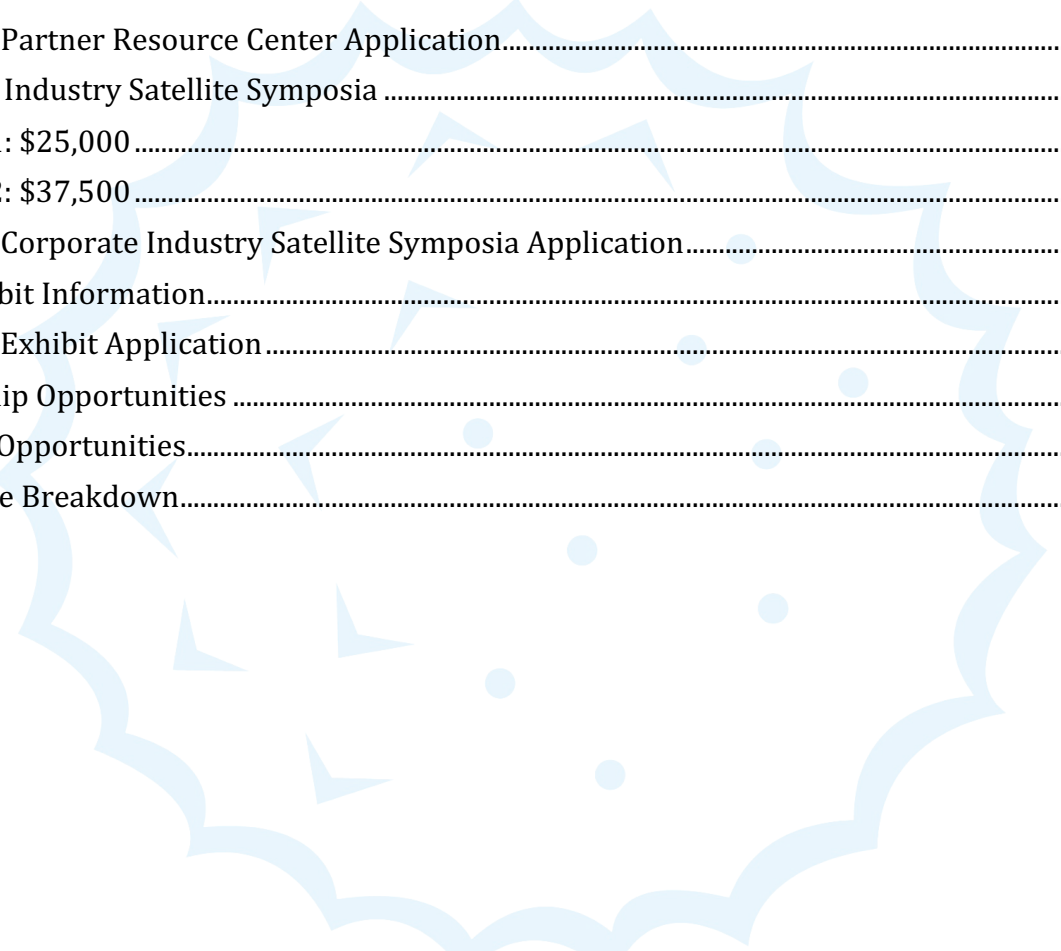 Partner Resource Center Application
Industry Satellite Symposia
: $25,000
: $37,500
Corporate Industry Satellite Symposia Application
bit Information
Exhibit Application
ip Opportunities
Opportunities
e Breakdown